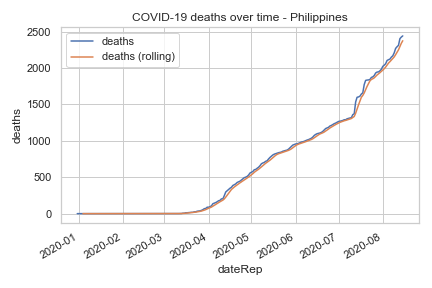 COVID-19 deaths over time - Philippines
deaths
deaths (rolling)
2500
2000
1500
1000
500
0
deaths
2020-01
2020-02
2020-03
2020-04
2020-05
2020-06
2020-07
2020-08
dateRep